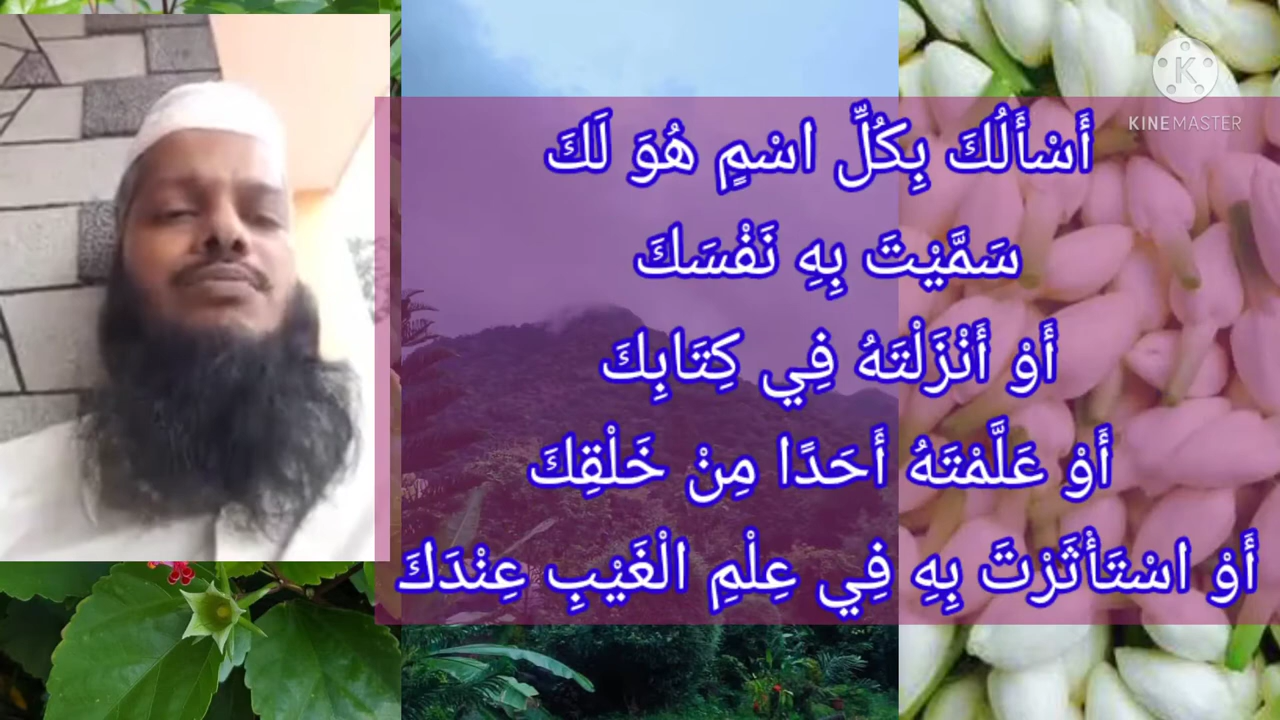 KINEMASTER
أَسْأَلُكَ بِكُلِّ اسْمٍ هُوَ لَكَ
سَمَّيْتَ بِهِ نَفْسَكَ
أَوْ أَنْزَلْتَهُ فِي كِتَابِكَ
أَوْ عَلَّمْتَهُ أَحَدًا مِنْ خَلْقِكَ
أَوْ اسْتَأْثَرْتَ بِهِ فِي عِلْمِ الْغَيْبِ عِنْدَكَ